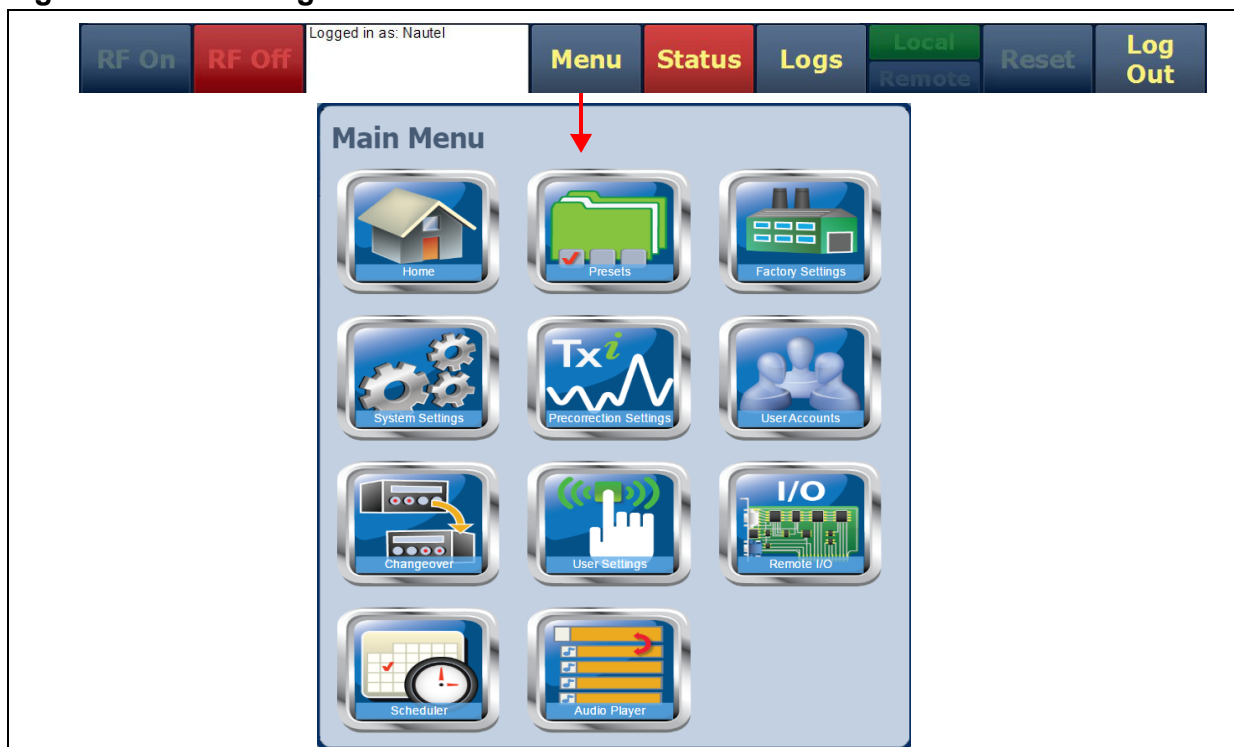 Logged in as: Nautel
RF On RF Off Menu Status Logs Local Remote Reset Log Out
Main Menu
Home Presets Factory Settings
Tx i
System Settings Precorrection Settings User Accounts
I/O
Changeover User Settings Remote I/O
Scheduler Audio Player